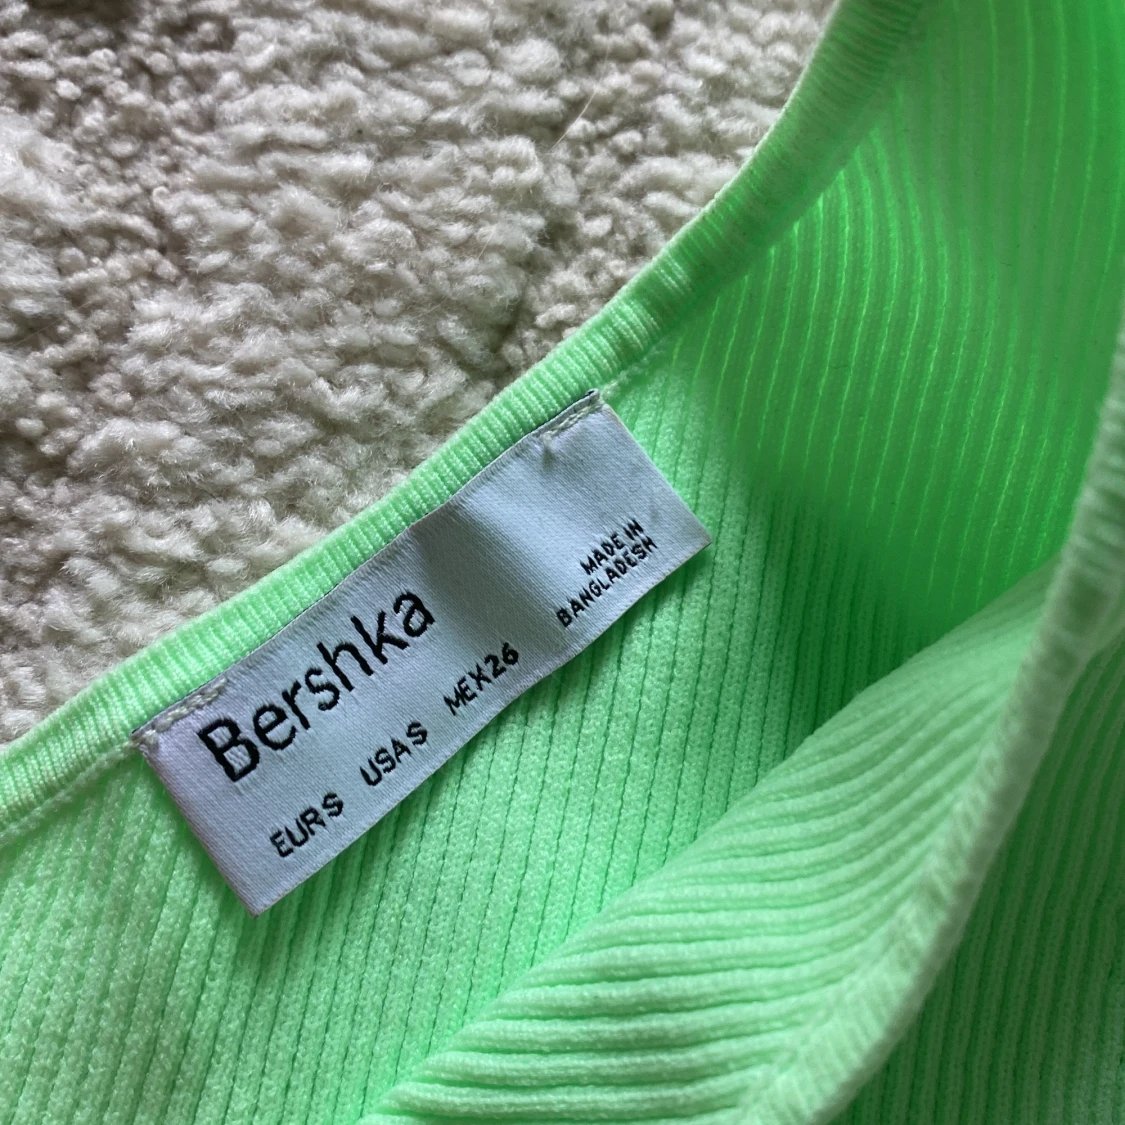 Bershka
EUR S USA S MEX 26
MADE IN
BANGLADESH